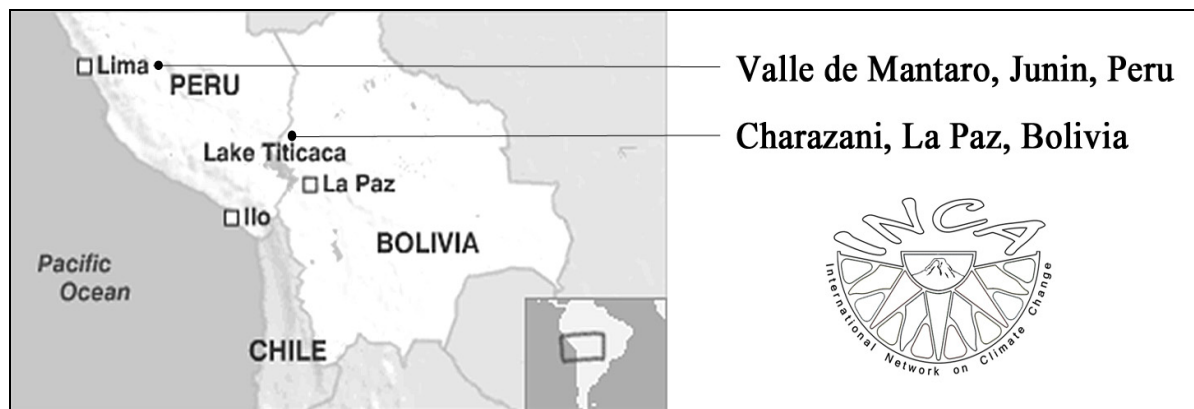 Lima
PERU
Lake Titicaca
La Paz
Ilo
BOLIVIA
Pacific
Ocean
CHILE
Valle de Mantaro, Junin, Peru
Charazani, La Paz, Bolivia
INCA
International Network on Climate Change